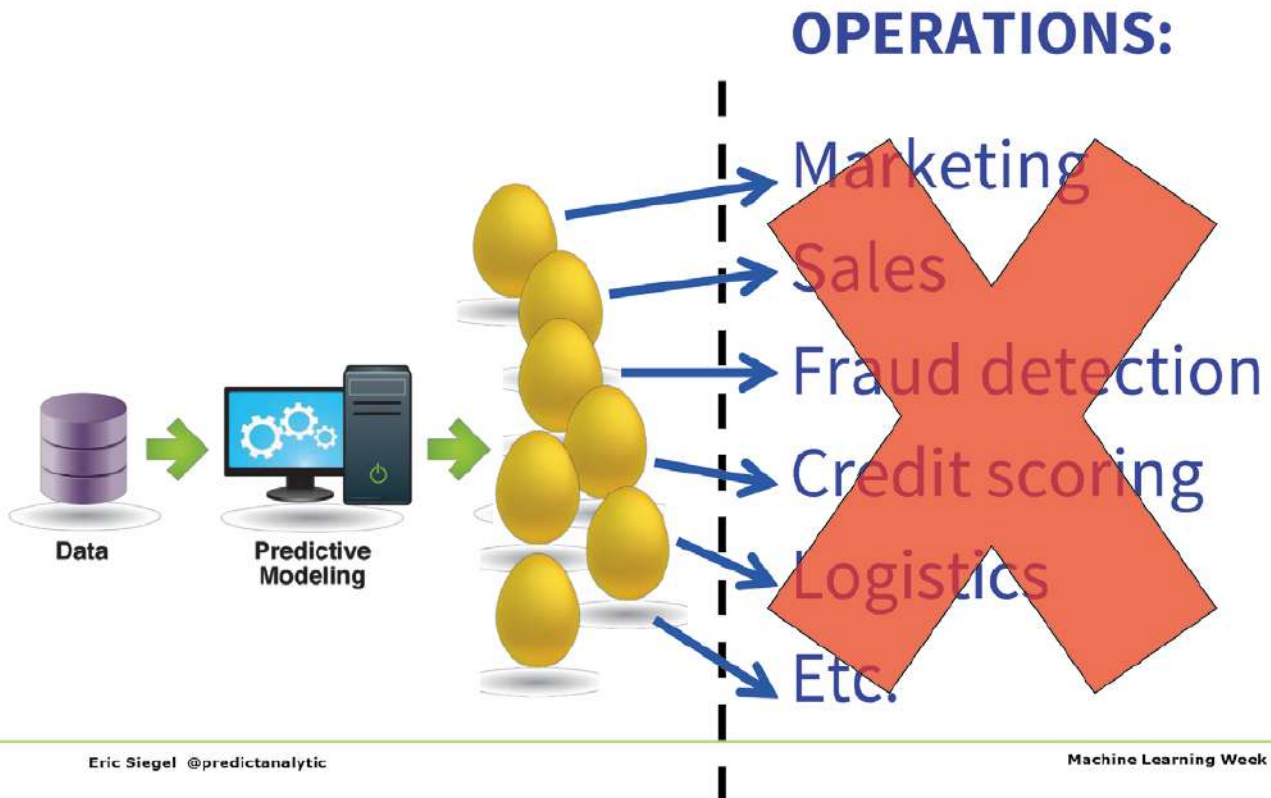 OPERATIONS:
Marketing
Sales
Fraud detection
Credit scoring
Logistics
Etc.
Data
Predictive
Modeling
Eric Siegel @predictanalytic
Machine Learning Week